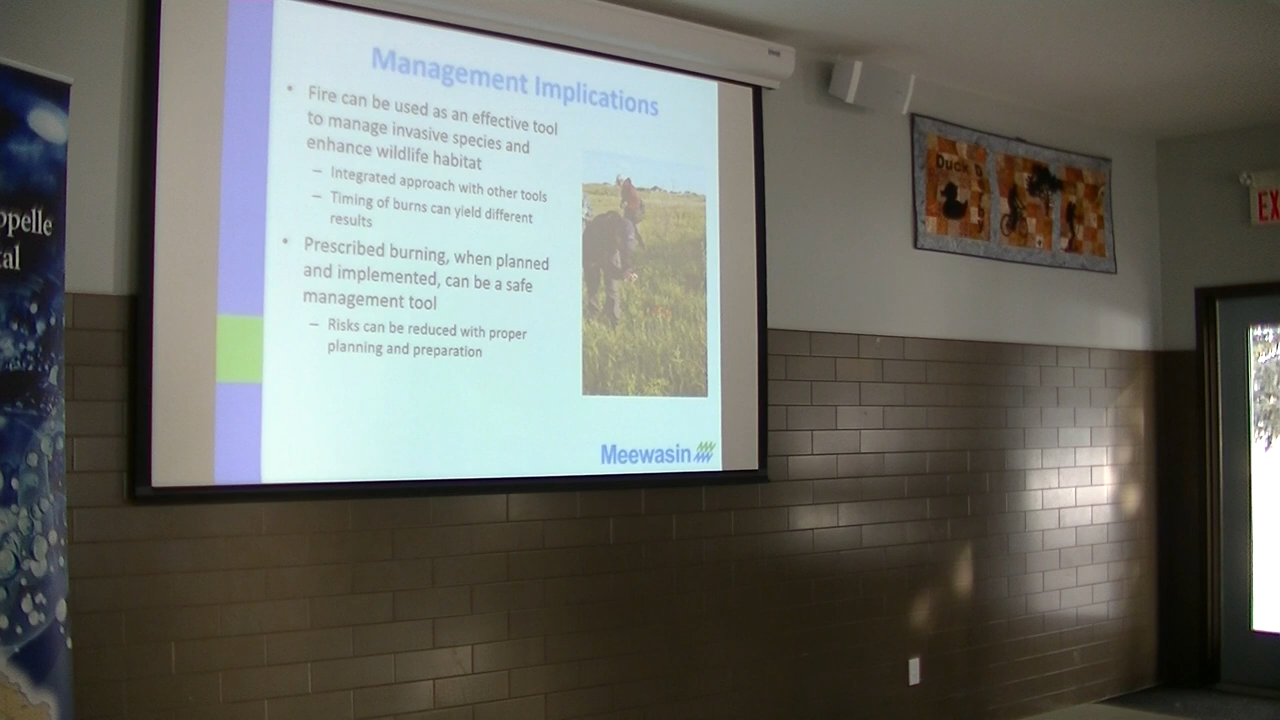 Management Implications
• Fire can be used as an effective tool
to manage invasive species and
enhance wildlife habitat
– Integrated approach with other tools
– Timing of burns can yield different
results
• Prescribed burning, when planned
and implemented, can be a safe
management tool
– Risks can be reduced with proper
planning and preparation
Meewasin
ppelle
tal
Duck D
EX